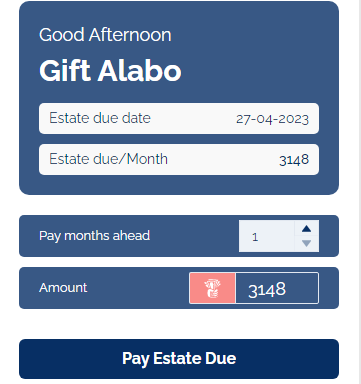 Good Afternoon
Gift Alabo
Estate due date 27-04-2023
Estate due/Month 3148
Pay months ahead 1
Amount 3148
Pay Estate Due